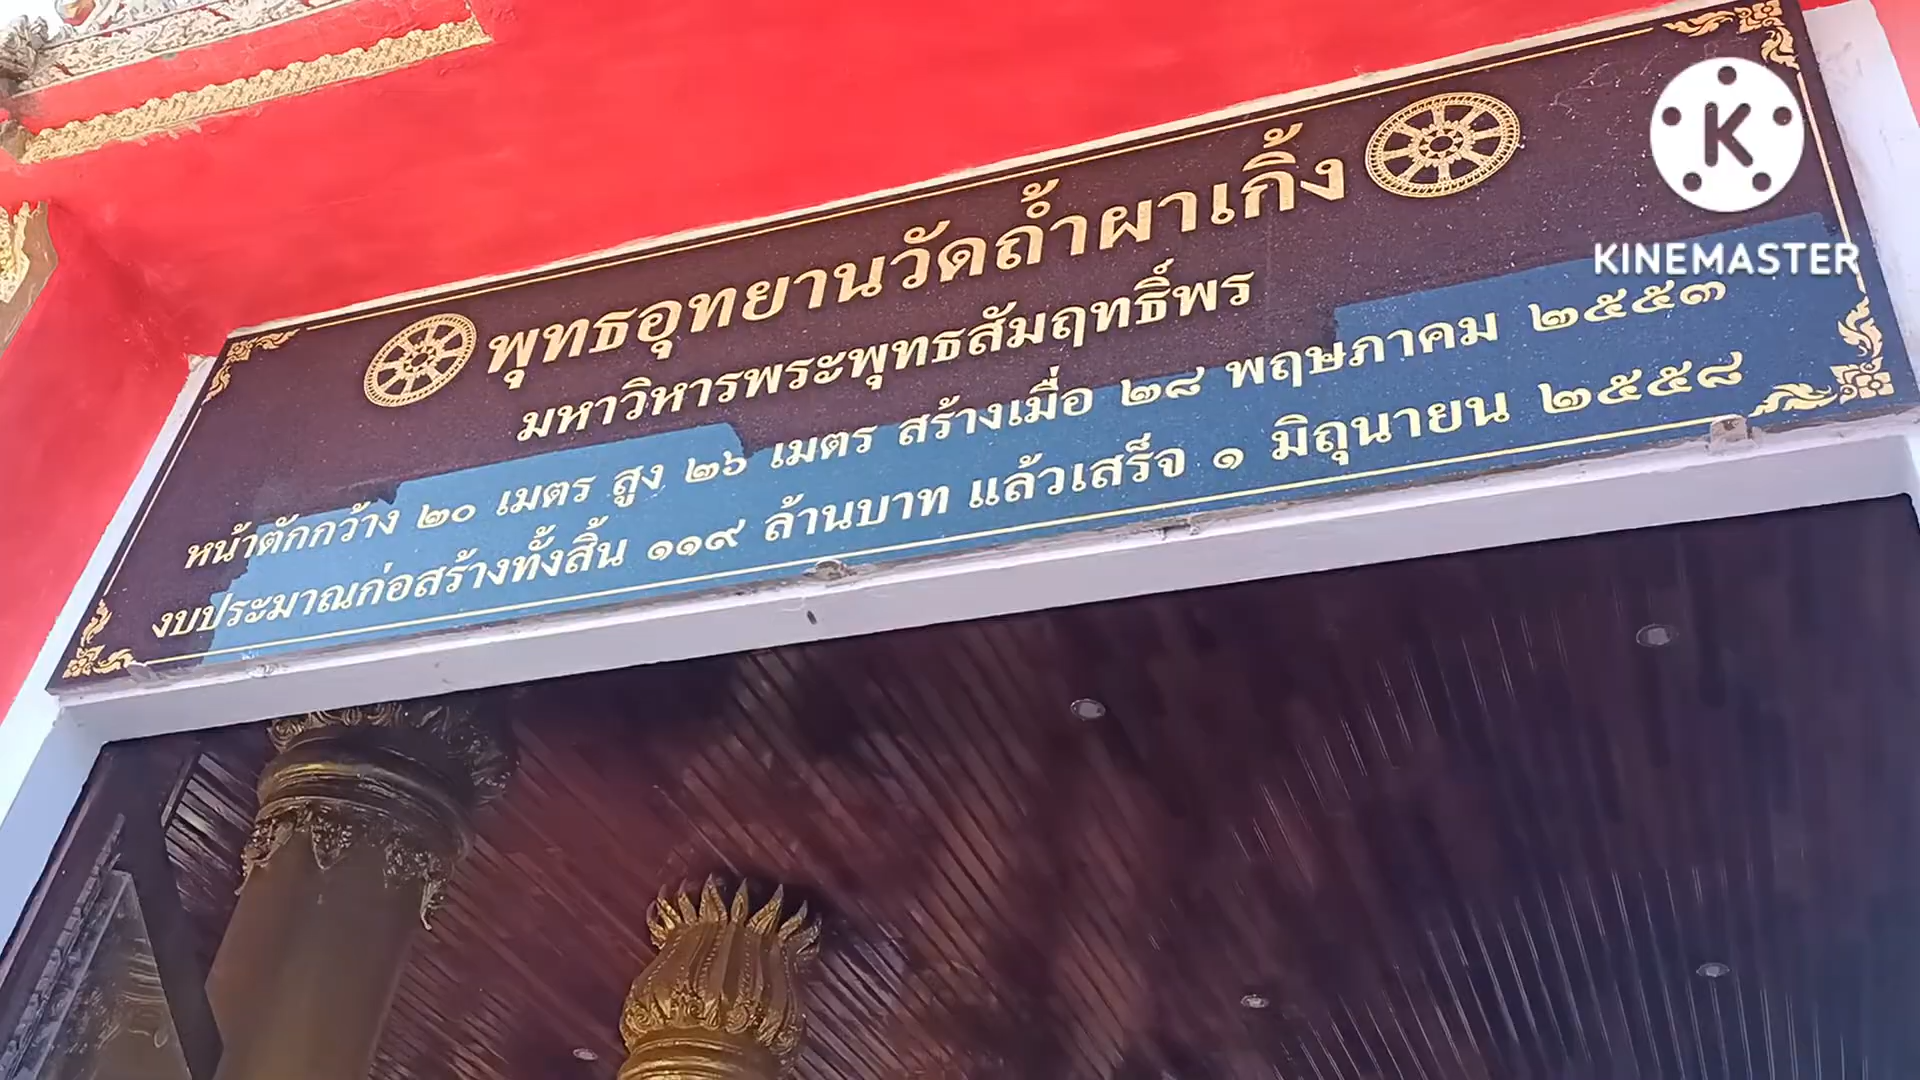 พุทธอุทยานวัดถ้ำผาเกิ้ง
มหาวิหารพระพุทธสัมฤทธิ์พร
หน้าตักกว้าง ๒๐ เมตร สูง ๒๖ เมตร สร้างเมื่อ ๒๘ พฤษภาคม ๒๕๕๓
งบประมาณก่อสร้างทั้งสิ้น ๑๑๙ ล้านบาท แล้วเสร็จ ๑ มิถุนายน ๒๕๕๘
K
KINEMASTER